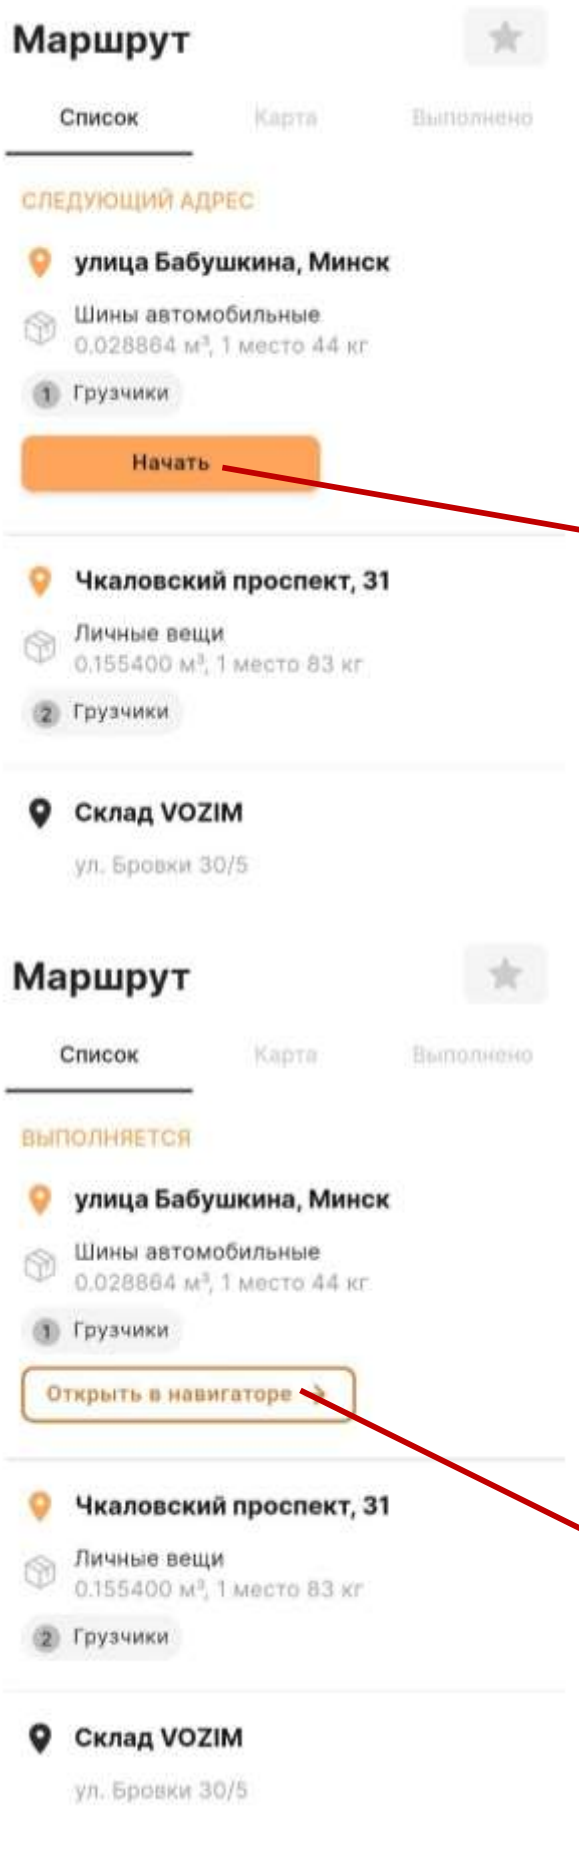 Маршрут
Список Карта Выполнено
СЛЕДУЮЩИЙ АДРЕС
улица Бабушкина, Минск
Шины автомобильные
0.028864 м³, 1 место 44 кг
1 Грузчики
Начать
Чкаловский проспект, 31
Личные вещи
0.155400 м³, 1 место 83 кг
2 Грузчики
Склад VOZIM
ул. Бровки 30/5
Маршрут
Список Карта Выполнено
ВЫПОЛНЯЕТСЯ
улица Бабушкина, Минск
Шины автомобильные
0.028864 м³, 1 место 44 кг
1 Грузчики
Открыть в навигаторе
Чкаловский проспект, 31
Личные вещи
0.155400 м³, 1 место 83 кг
2 Грузчики
Склад VOZIM
ул. Бровки 30/5